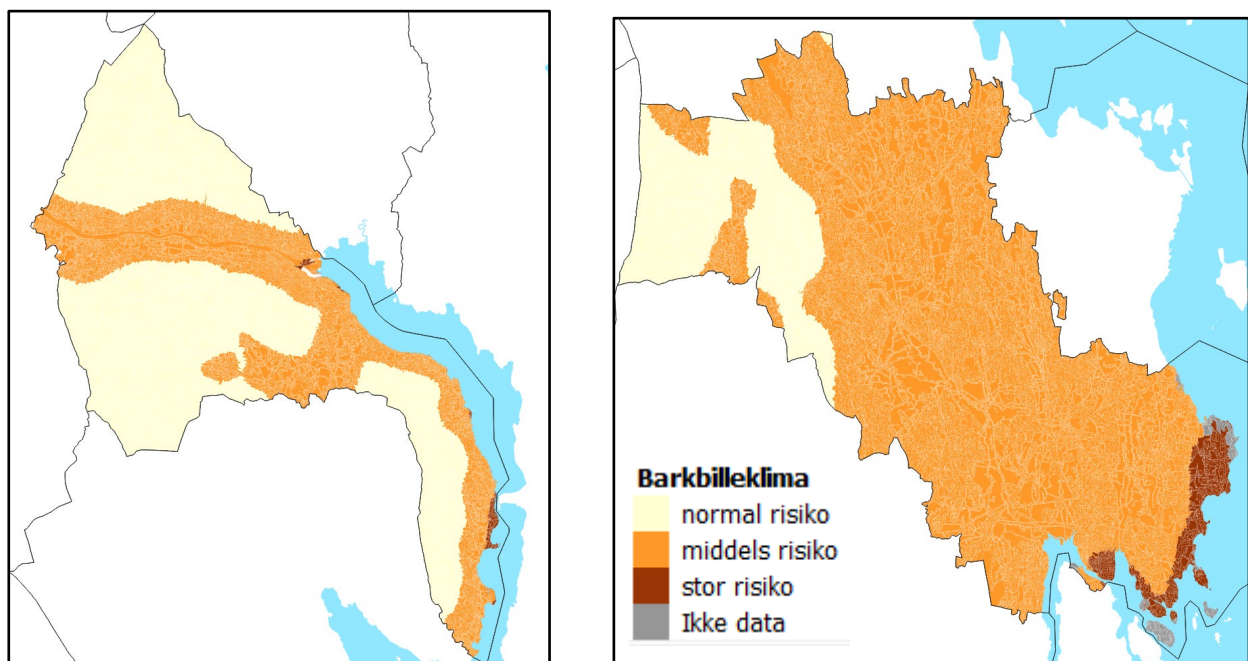 Barkbilleklima
normal risiko
middels risiko
stor risiko
Ikke data